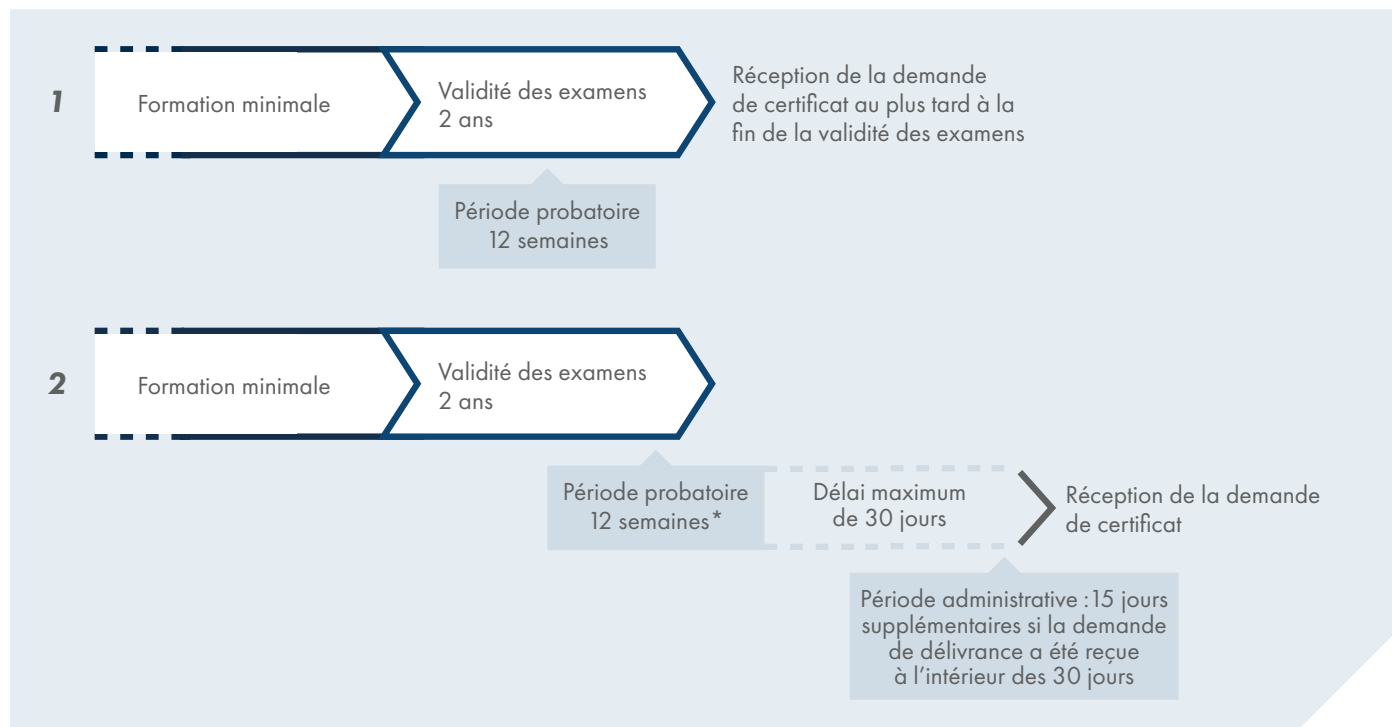 1
Formation minimale
Validité des examens
2 ans
Réception de la demande
de certificat au plus tard à la
fin de la validité des examens
Période probatoire
12 semaines
2
Formation minimale
Validité des examens
2 ans
Période probatoire
12 semaines*
Délai maximum
de 30 jours
Réception de la demande
de certificat
Période administrative :15 jours
supplémentaires si la demande
de délivrance a été reçue
à l’intérieur des 30 jours